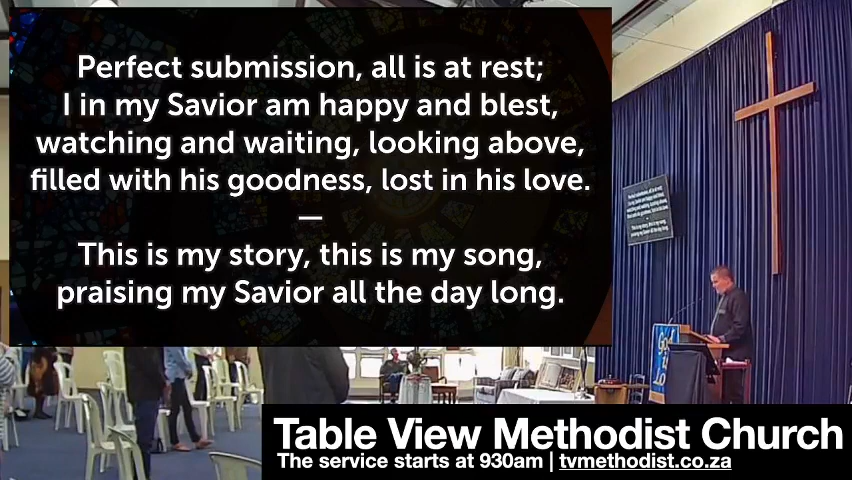 Perfect submission, all is at rest;
I in my Savior am happy and blest,
watching and waiting, looking above,
filled with his goodness, lost in his love.
—
This is my story, this is my song,
praising my Savior all the day long.
God
Table View Methodist Church
The service starts at 930am | tvmethodist.co.za